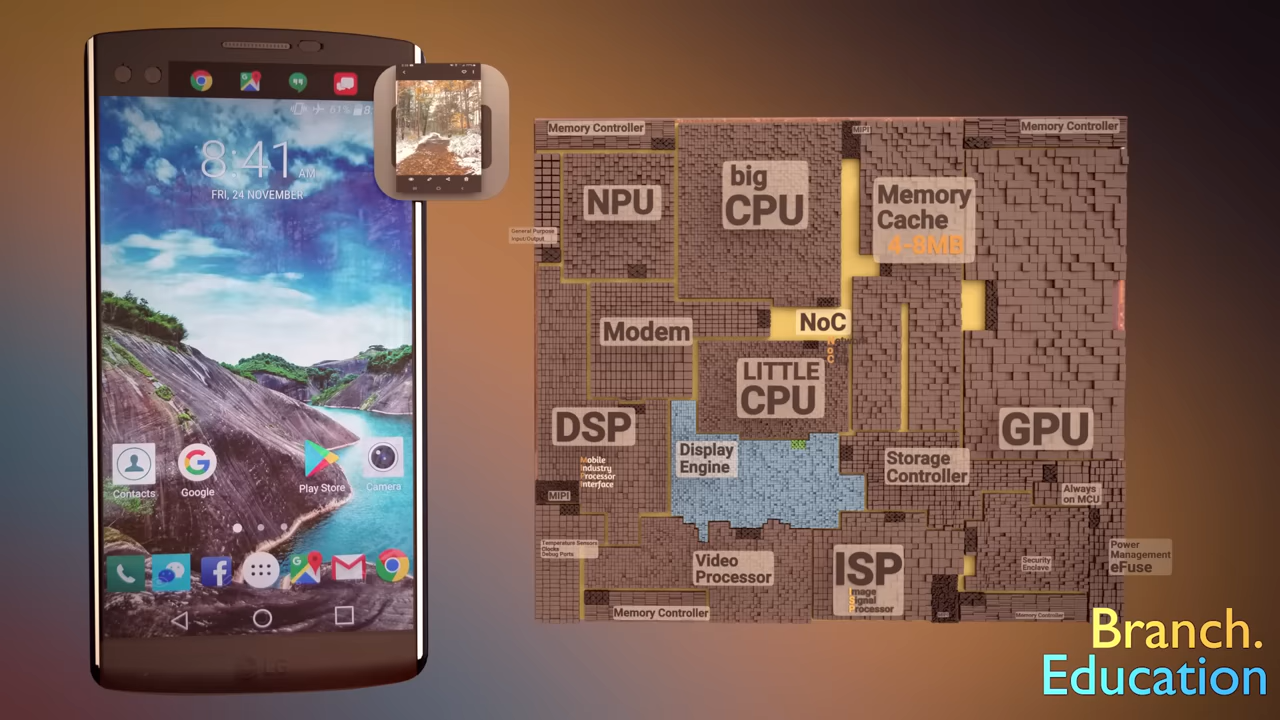 61%
8:41 AM
FRI, 24 NOVEMBER
Contacts
Google
Play Store
Camera
LG
Memory Controller
MIPI
Memory Controller
NPU
big
CPU
Memory
Cache
4-8MB
General Purpose
Input/Output
Modem
NoC
LITTLE
CPU
DSP
Mobile
Industry
Processor
Interface
MIPI
Display
Engine
GPU
Storage
Controller
Always
on MCU
Temperature Sensors
Clocks
Debug Ports
Video
Processor
ISP
Image
Signal
Processor
Security
Enclave
Power
Management
eFuse
Memory Controller
Memory Controller
Branch.
Education